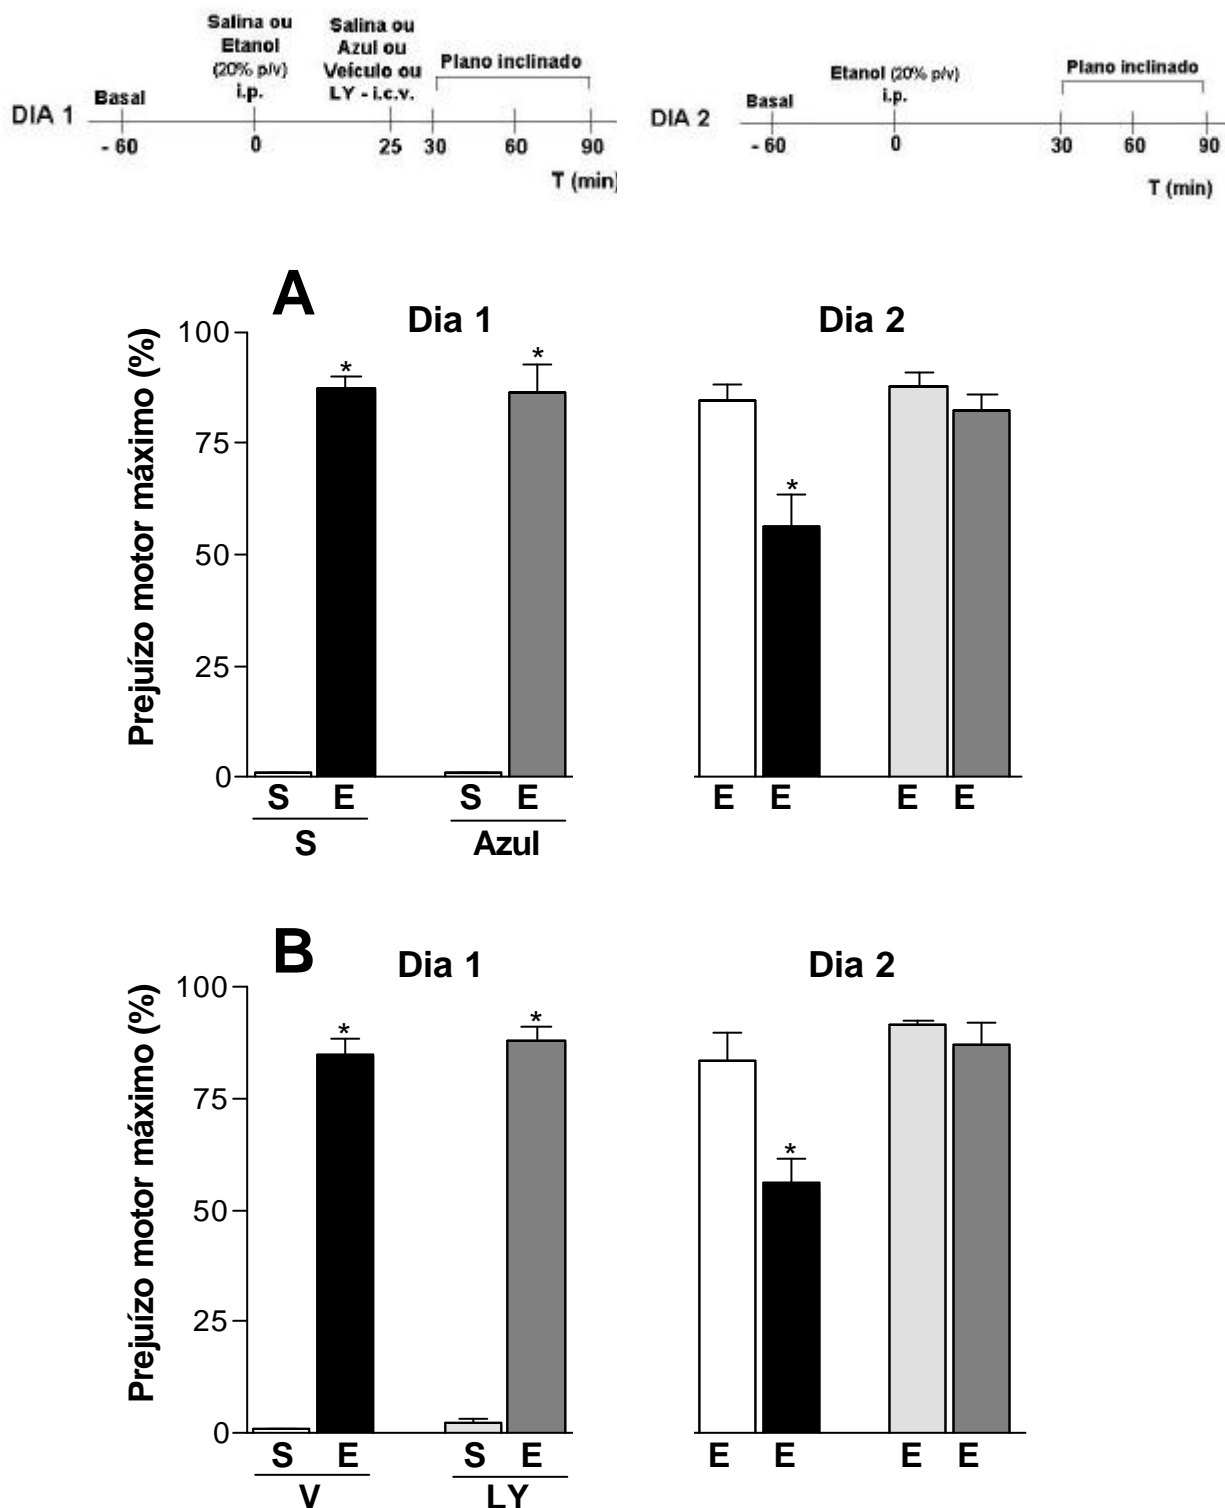 Salina ou
Etanol
(20% p/v)
i.p.
Salina ou
Azul ou
Veículo ou
LY - i.c.v.
Plano inclinado
Basal
DIA 1
- 60
0
25
30
60
90
T (min)
Plano inclinado
Etanol (20% p/v)
i.p.
Basal
DIA 2
- 60
0
30
60
90
T (min)
A
Dia 1
Dia 2
Prejuízo motor máximo (%)
100
75
50
25
0
*
*
*
S E S E E E E E
S Azul
B
Dia 1
Dia 2
Prejuízo motor máximo (%)
100
75
50
25
0
*
*
*
S E S E E E E E
V LY